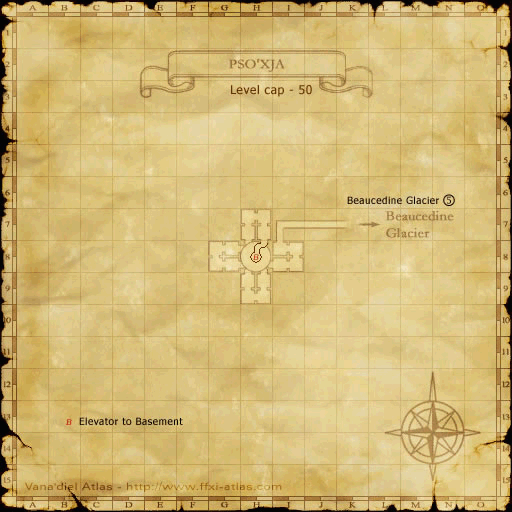 A B C D E F G H I J K L M N O
PSO'XJA
Level cap - 50
Beaucedine Glacier ⑤
Beaucedine
Glacier
B
B Elevator to Basement
Vana'diel Atlas - http://www.ffxi-atlas.com
A B C D E F G H I J K L M N O